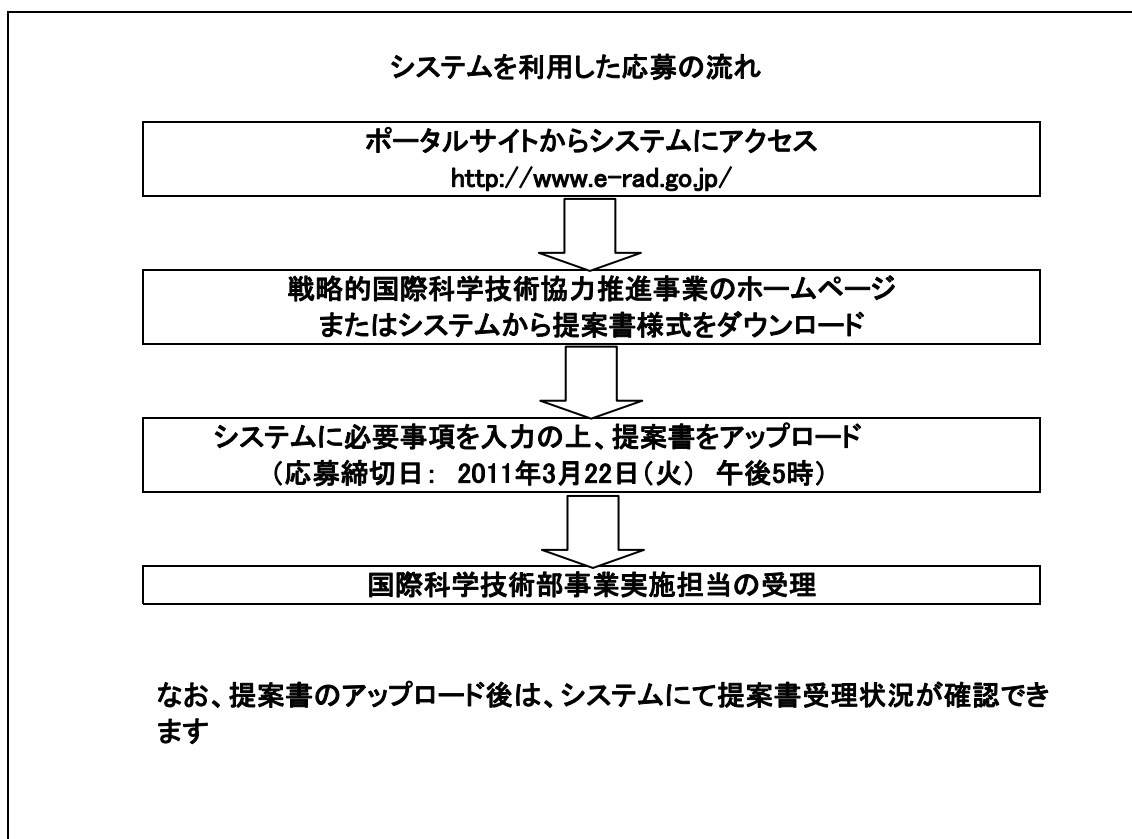 システムを利用した応募の流れ
ポータルサイトからシステムにアクセス
http://www.e-rad.go.jp/
戦略的国際科学技術協力推進事業のホームページ
またはシステムから提案書様式をダウンロード
システムに必要事項を入力の上、提案書をアップロード
（応募締切日： 2011年3月22日（火） 午後5時）
国際科学技術部事業実施担当の受理
なお、提案書のアップロード後は、システムにて提案書受理状況が確認でき
ます